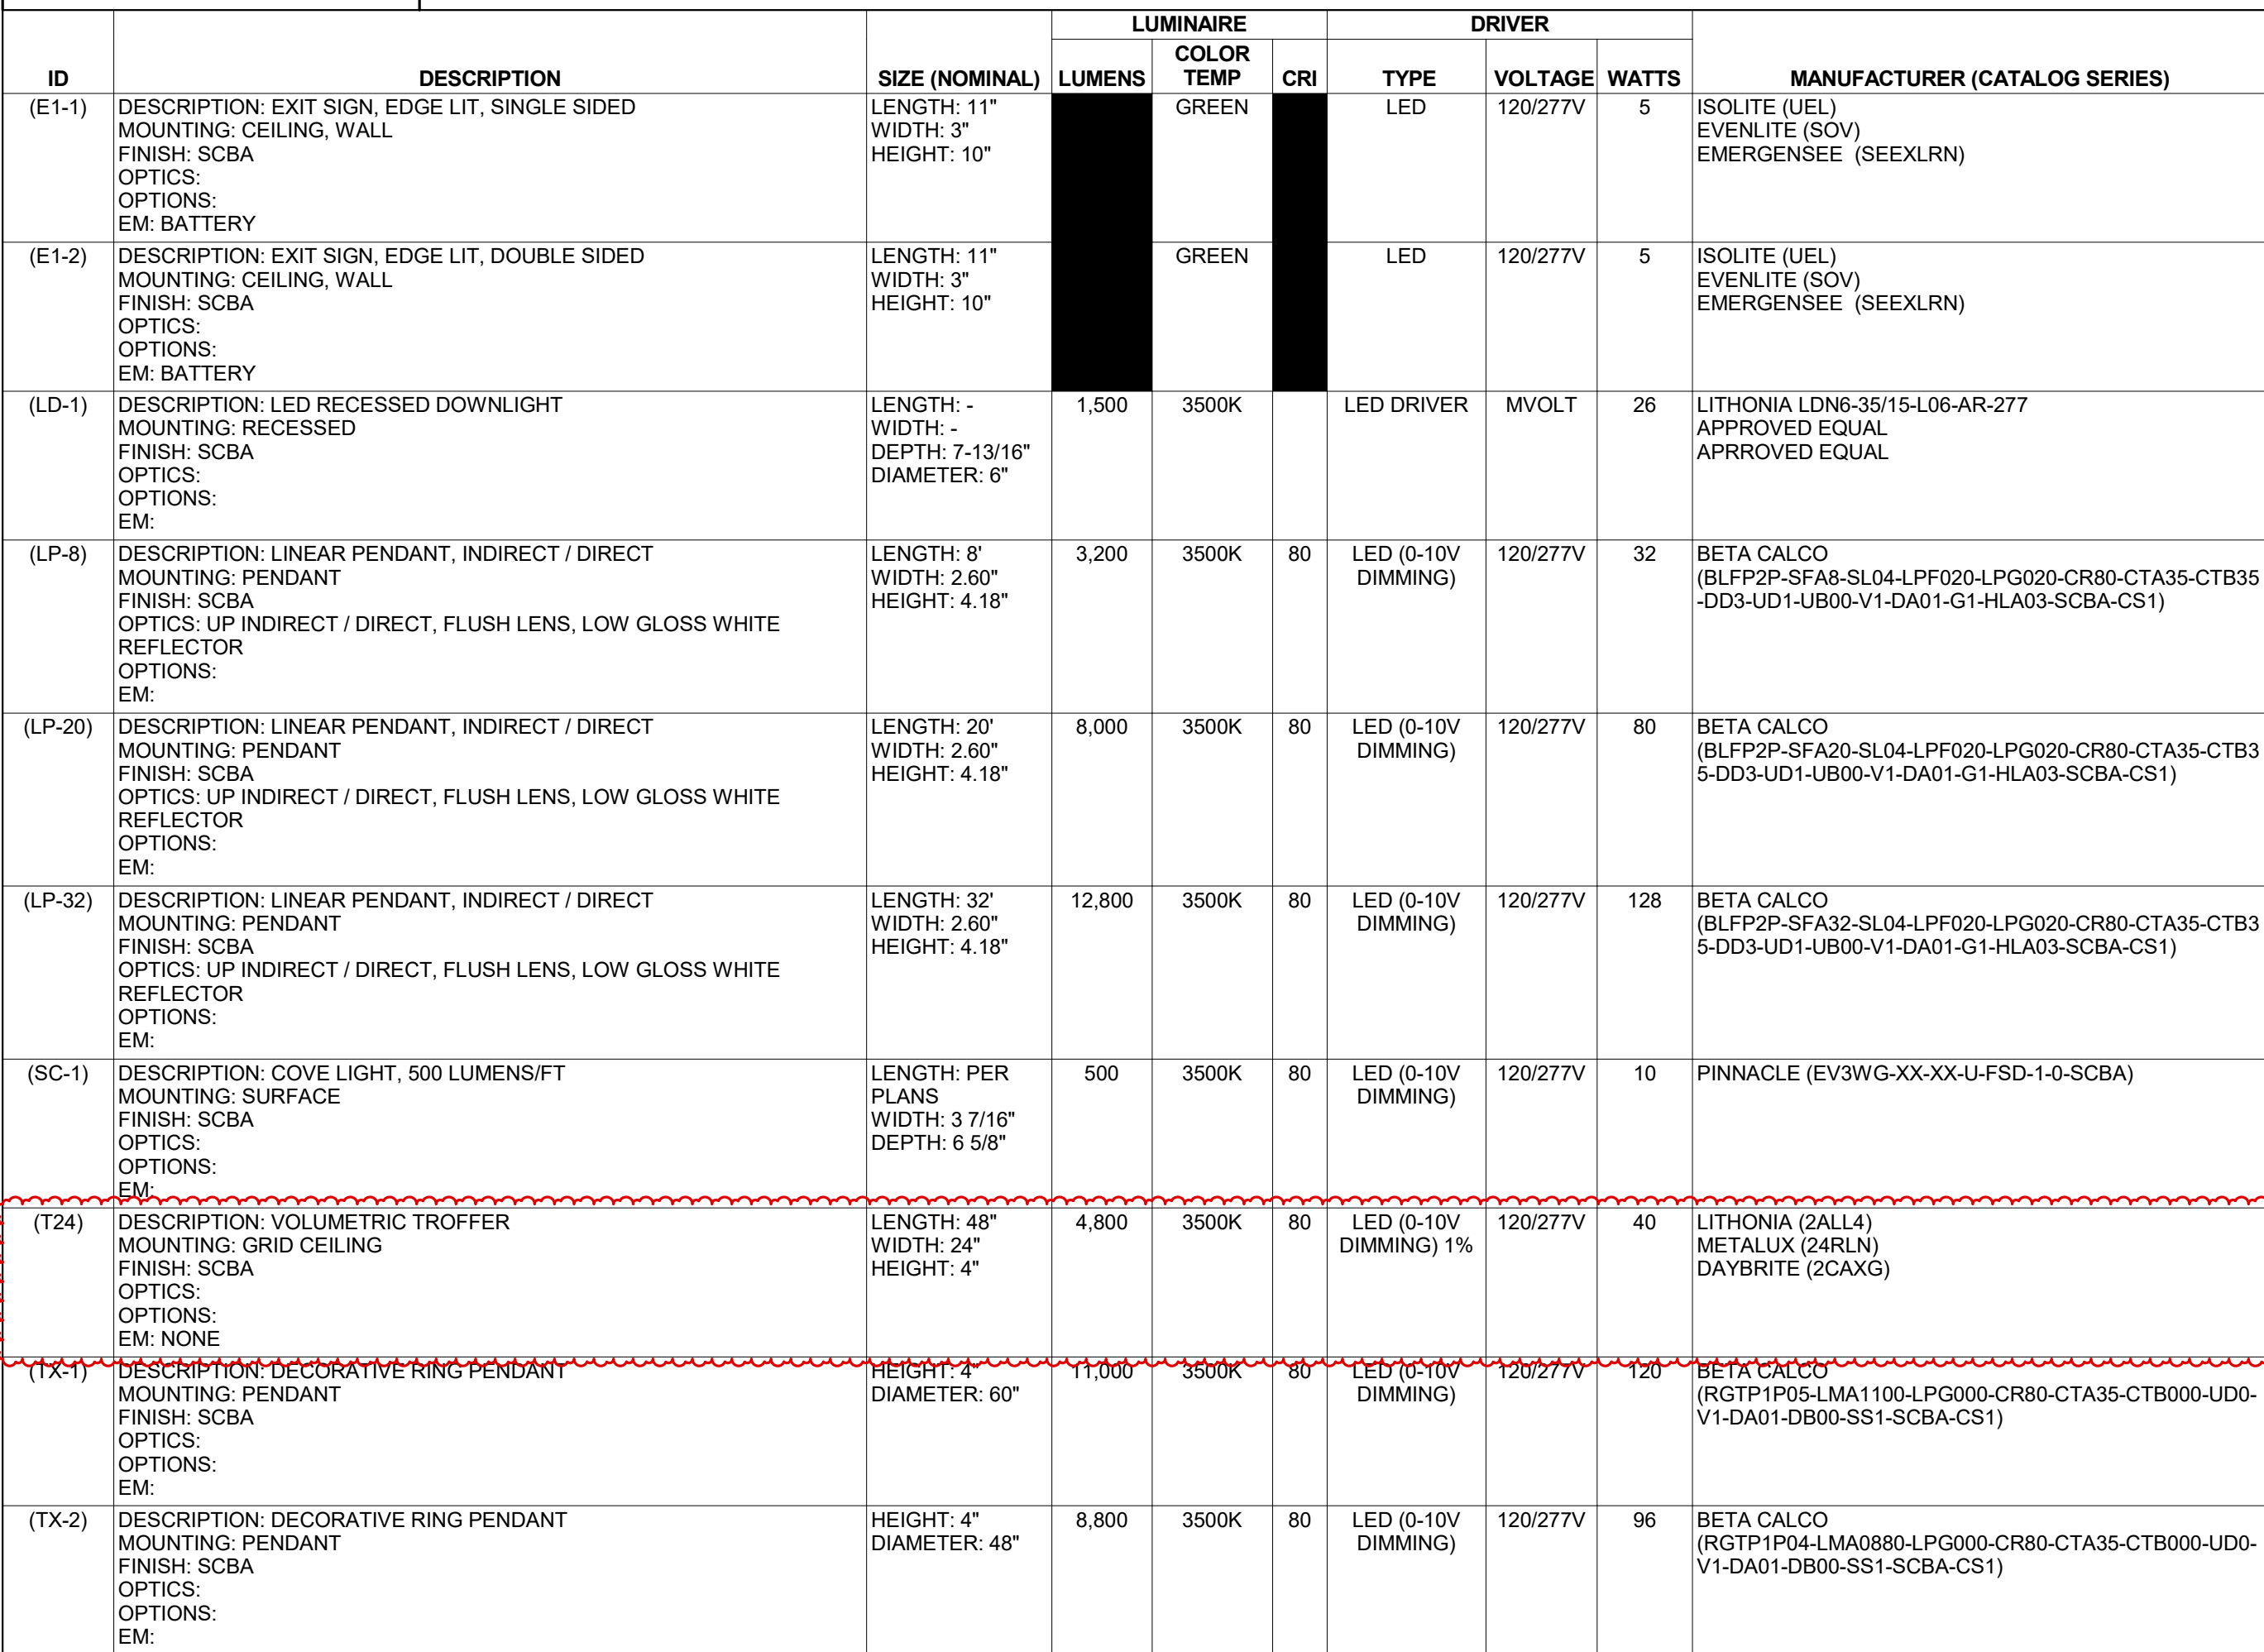 LUMINAIRE DRIVER
ID DESCRIPTION SIZE (NOMINAL) LUMENS COLOR TEMP CRI TYPE VOLTAGE WATTS MANUFACTURER (CATALOG SERIES)
(E1-1) DESCRIPTION: EXIT SIGN, EDGE LIT, SINGLE SIDED LENGTH: 11" GREEN LED 120/277V 5 ISOLITE (UEL)
MOUNTING: CEILING, WALL WIDTH: 3" EVENLITE (SOV)
FINISH: SCBA HEIGHT: 10" EMERGENSEE (SEEXLRN)
OPTICS:
OPTIONS:
EM: BATTERY
(E1-2) DESCRIPTION: EXIT SIGN, EDGE LIT, DOUBLE SIDED LENGTH: 11" GREEN LED 120/277V 5 ISOLITE (UEL)
MOUNTING: CEILING, WALL WIDTH: 3" EVENLITE (SOV)
FINISH: SCBA HEIGHT: 10" EMERGENSEE (SEEXLRN)
OPTICS:
OPTIONS:
EM: BATTERY
(LD-1) DESCRIPTION: LED RECESSED DOWNLIGHT LENGTH: - 1,500 3500K LED DRIVER MVOLT 26 LITHONIA LDN6-35/15-L06-AR-277
MOUNTING: RECESSED WIDTH: - APPROVED EQUAL
FINISH: SCBA DEPTH: 7-13/16" APRROVED EQUAL
OPTICS: DIAMETER: 6"
OPTIONS:
EM:
(LP-8) DESCRIPTION: LINEAR PENDANT, INDIRECT / DIRECT LENGTH: 8' 3,200 3500K 80 LED (0-10V 120/277V 32 BETA CALCO
MOUNTING: PENDANT WIDTH: 2.60" DIMMING) (BLFP2P-SFA8-SL04-LPF020-LPG020-CR80-CTA35-CTB35
FINISH: SCBA HEIGHT: 4.18" -DD3-UD1-UB00-V1-DA01-G1-HLA03-SCBA-CS1)
OPTICS: UP INDIRECT / DIRECT, FLUSH LENS, LOW GLOSS WHITE
REFLECTOR
OPTIONS:
EM:
(LP-20) DESCRIPTION: LINEAR PENDANT, INDIRECT / DIRECT LENGTH: 20' 8,000 3500K 80 LED (0-10V 120/277V 80 BETA CALCO
MOUNTING: PENDANT WIDTH: 2.60" DIMMING) (BLFP2P-SFA20-SL04-LPF020-LPG020-CR80-CTA35-CTB3
FINISH: SCBA HEIGHT: 4.18" 5-DD3-UD1-UB00-V1-DA01-G1-HLA03-SCBA-CS1)
OPTICS: UP INDIRECT / DIRECT, FLUSH LENS, LOW GLOSS WHITE
REFLECTOR
OPTIONS:
EM:
(LP-32) DESCRIPTION: LINEAR PENDANT, INDIRECT / DIRECT LENGTH: 32' 12,800 3500K 80 LED (0-10V 120/277V 128 BETA CALCO
MOUNTING: PENDANT WIDTH: 2.60" DIMMING) (BLFP2P-SFA32-SL04-LPF020-LPG020-CR80-CTA35-CTB3
FINISH: SCBA HEIGHT: 4.18" 5-DD3-UD1-UB00-V1-DA01-G1-HLA03-SCBA-CS1)
OPTICS: UP INDIRECT / DIRECT, FLUSH LENS, LOW GLOSS WHITE
REFLECTOR
OPTIONS:
EM:
(SC-1) DESCRIPTION: COVE LIGHT, 500 LUMENS/FT LENGTH: PER 500 3500K 80 LED (0-10V 120/277V 10 PINNACLE (EV3WG-XX-XX-U-FSD-1-0-SCBA)
MOUNTING: SURFACE PLANS DIMMING)
FINISH: SCBA WIDTH: 3 7/16"
OPTICS: DEPTH: 6 5/8"
OPTIONS:
EM:
(T24) DESCRIPTION: VOLUMETRIC TROFFER LENGTH: 48" 4,800 3500K 80 LED (0-10V 120/277V 40 LITHONIA (2ALL4)
MOUNTING: GRID CEILING WIDTH: 24" DIMMING) 1% METALUX (24RLN)
FINISH: SCBA HEIGHT: 4" DAYBRITE (2CAXG)
OPTICS:
OPTIONS:
EM: NONE
(TX-1) DESCRIPTION: DECORATIVE RING PENDANT HEIGHT: 4" 11,000 3500K 80 LED (0-10V 120/277V 120 BETA CALCO
MOUNTING: PENDANT DIAMETER: 60" DIMMING) (RGTP1P05-LMA1100-LPG000-CR80-CTA35-CTB000-UD0-
FINISH: SCBA V1-DA01-DB00-SS1-SCBA-CS1)
OPTICS:
OPTIONS:
EM:
(TX-2) DESCRIPTION: DECORATIVE RING PENDANT HEIGHT: 4" 8,800 3500K 80 LED (0-10V 120/277V 96 BETA CALCO
MOUNTING: PENDANT DIAMETER: 48" DIMMING) (RGTP1P04-LMA0880-LPG000-CR80-CTA35-CTB000-UD0-
FINISH: SCBA V1-DA01-DB00-SS1-SCBA-CS1)
OPTICS:
OPTIONS:
EM: